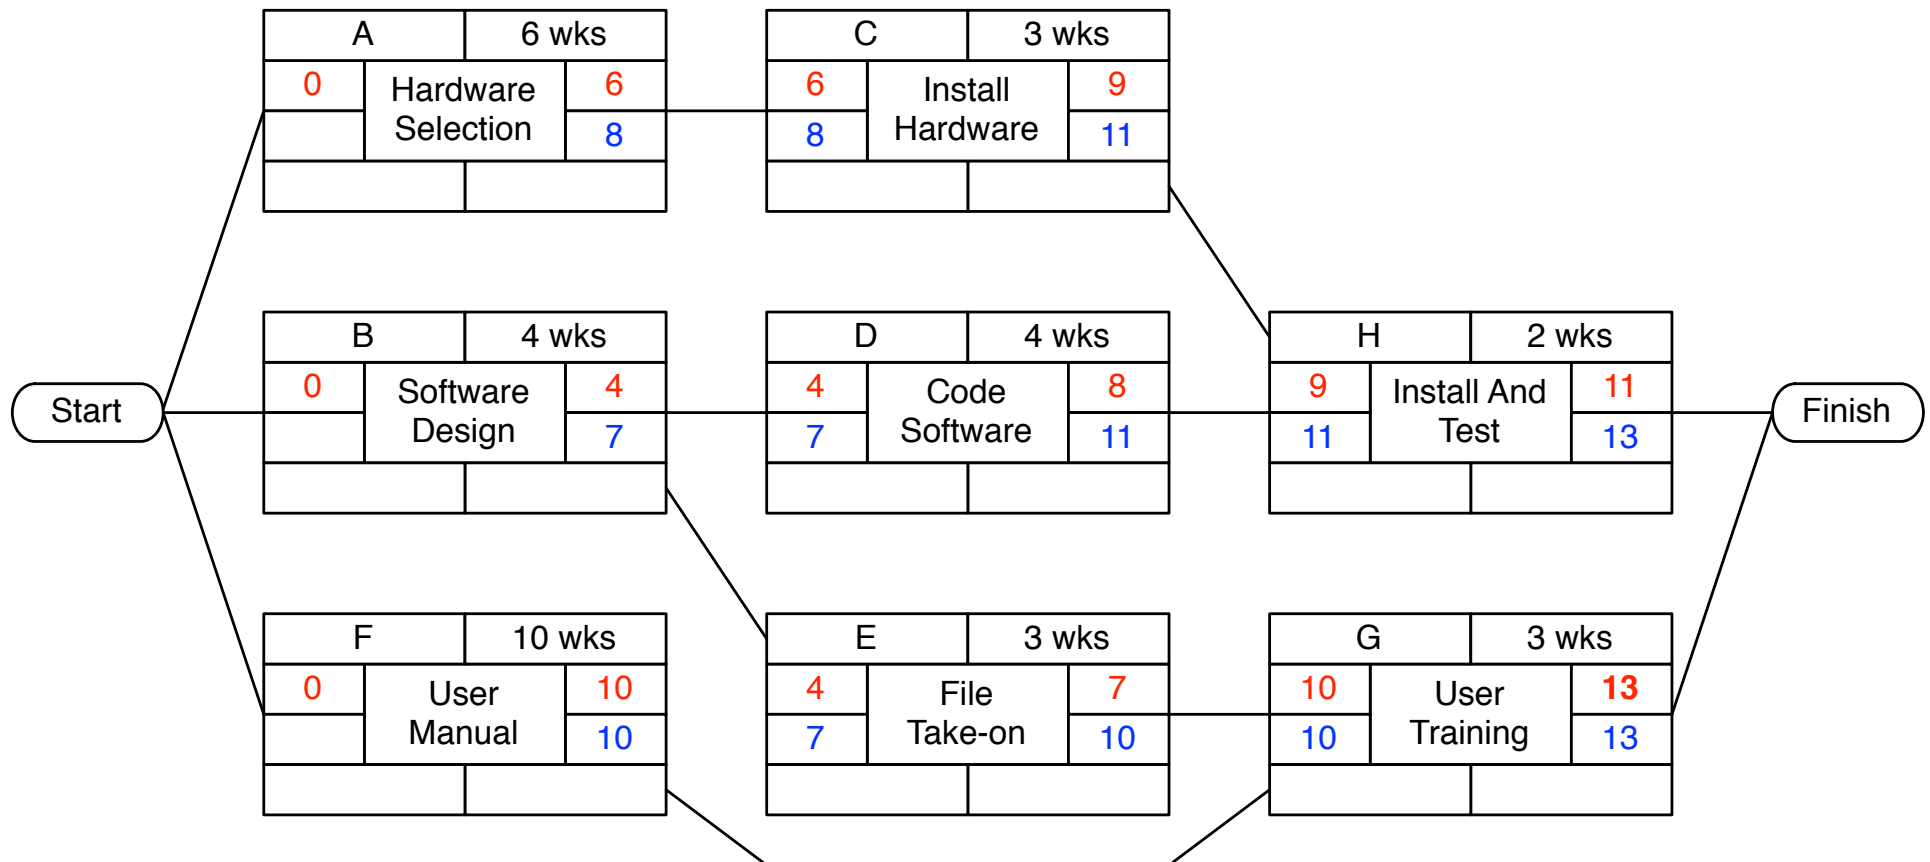 A 6 wks
C 3 wks
0 Hardware 6
6 Install 9
Selection 8
8 Hardware 11
B 4 wks
D 4 wks
H 2 wks
0 Software 4
4 Code 8
9 Install And 11
Start
Finish
Design 7
7 Software 11
11 Test 13
F 10 wks
E 3 wks
G 3 wks
0 User 10
4 File 7
10 User 13
Manual 10
7 Take-on 10
10 Training 13